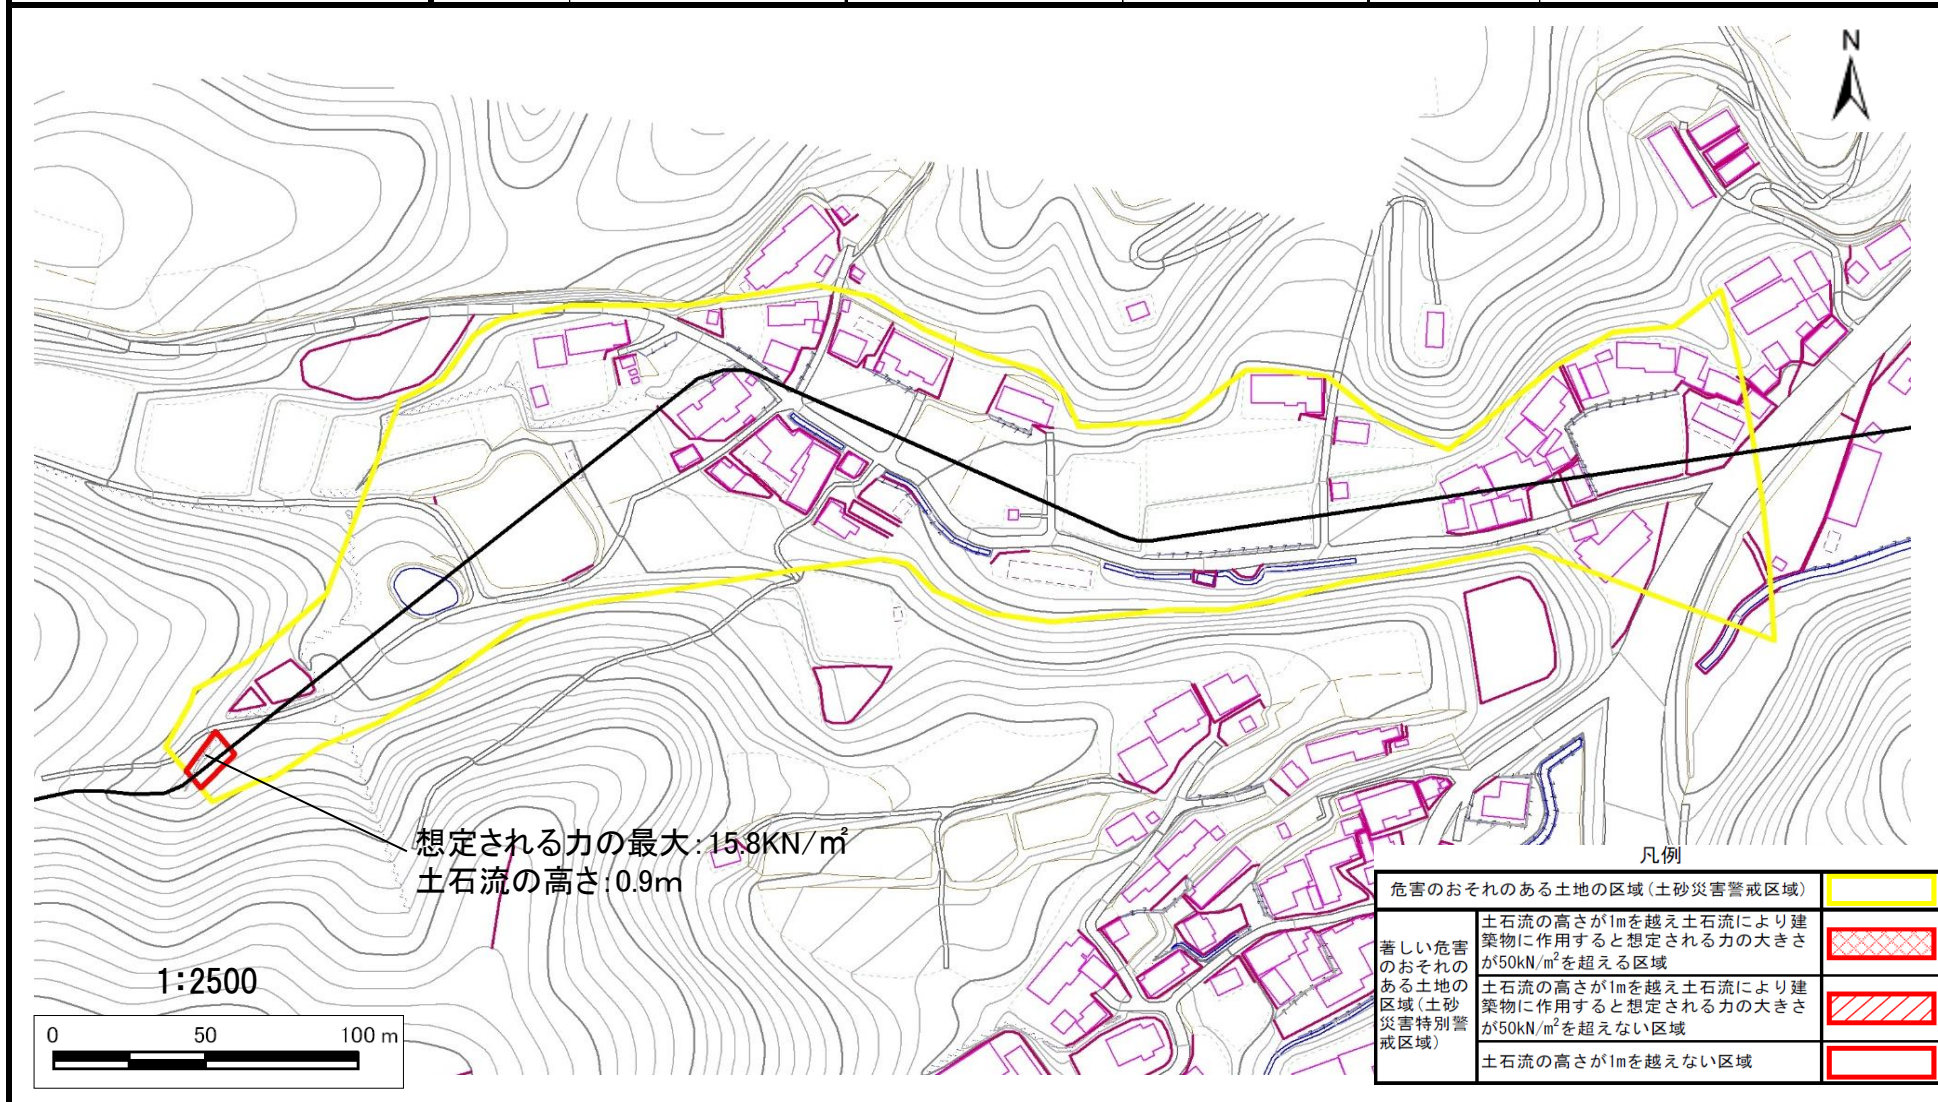 N
想定される力の最大:15.8KN/㎡
土石流の高さ:0.9m
1:2500
0 50 100 m
凡例
危害のおそれのある土地の区域(土砂災害警戒区域)
著しい危害
のおそれの
ある土地の
区域(土砂
災害特別警
戒区域)
土石流の高さが1mを越え土石流により建
築物に作用すると想定される力の大きさ
が50kN/m²を超える区域
土石流の高さが1mを越え土石流により建
築物に作用すると想定される力の大きさ
が50kN/m²を超えない区域
土石流の高さが1mを越えない区域